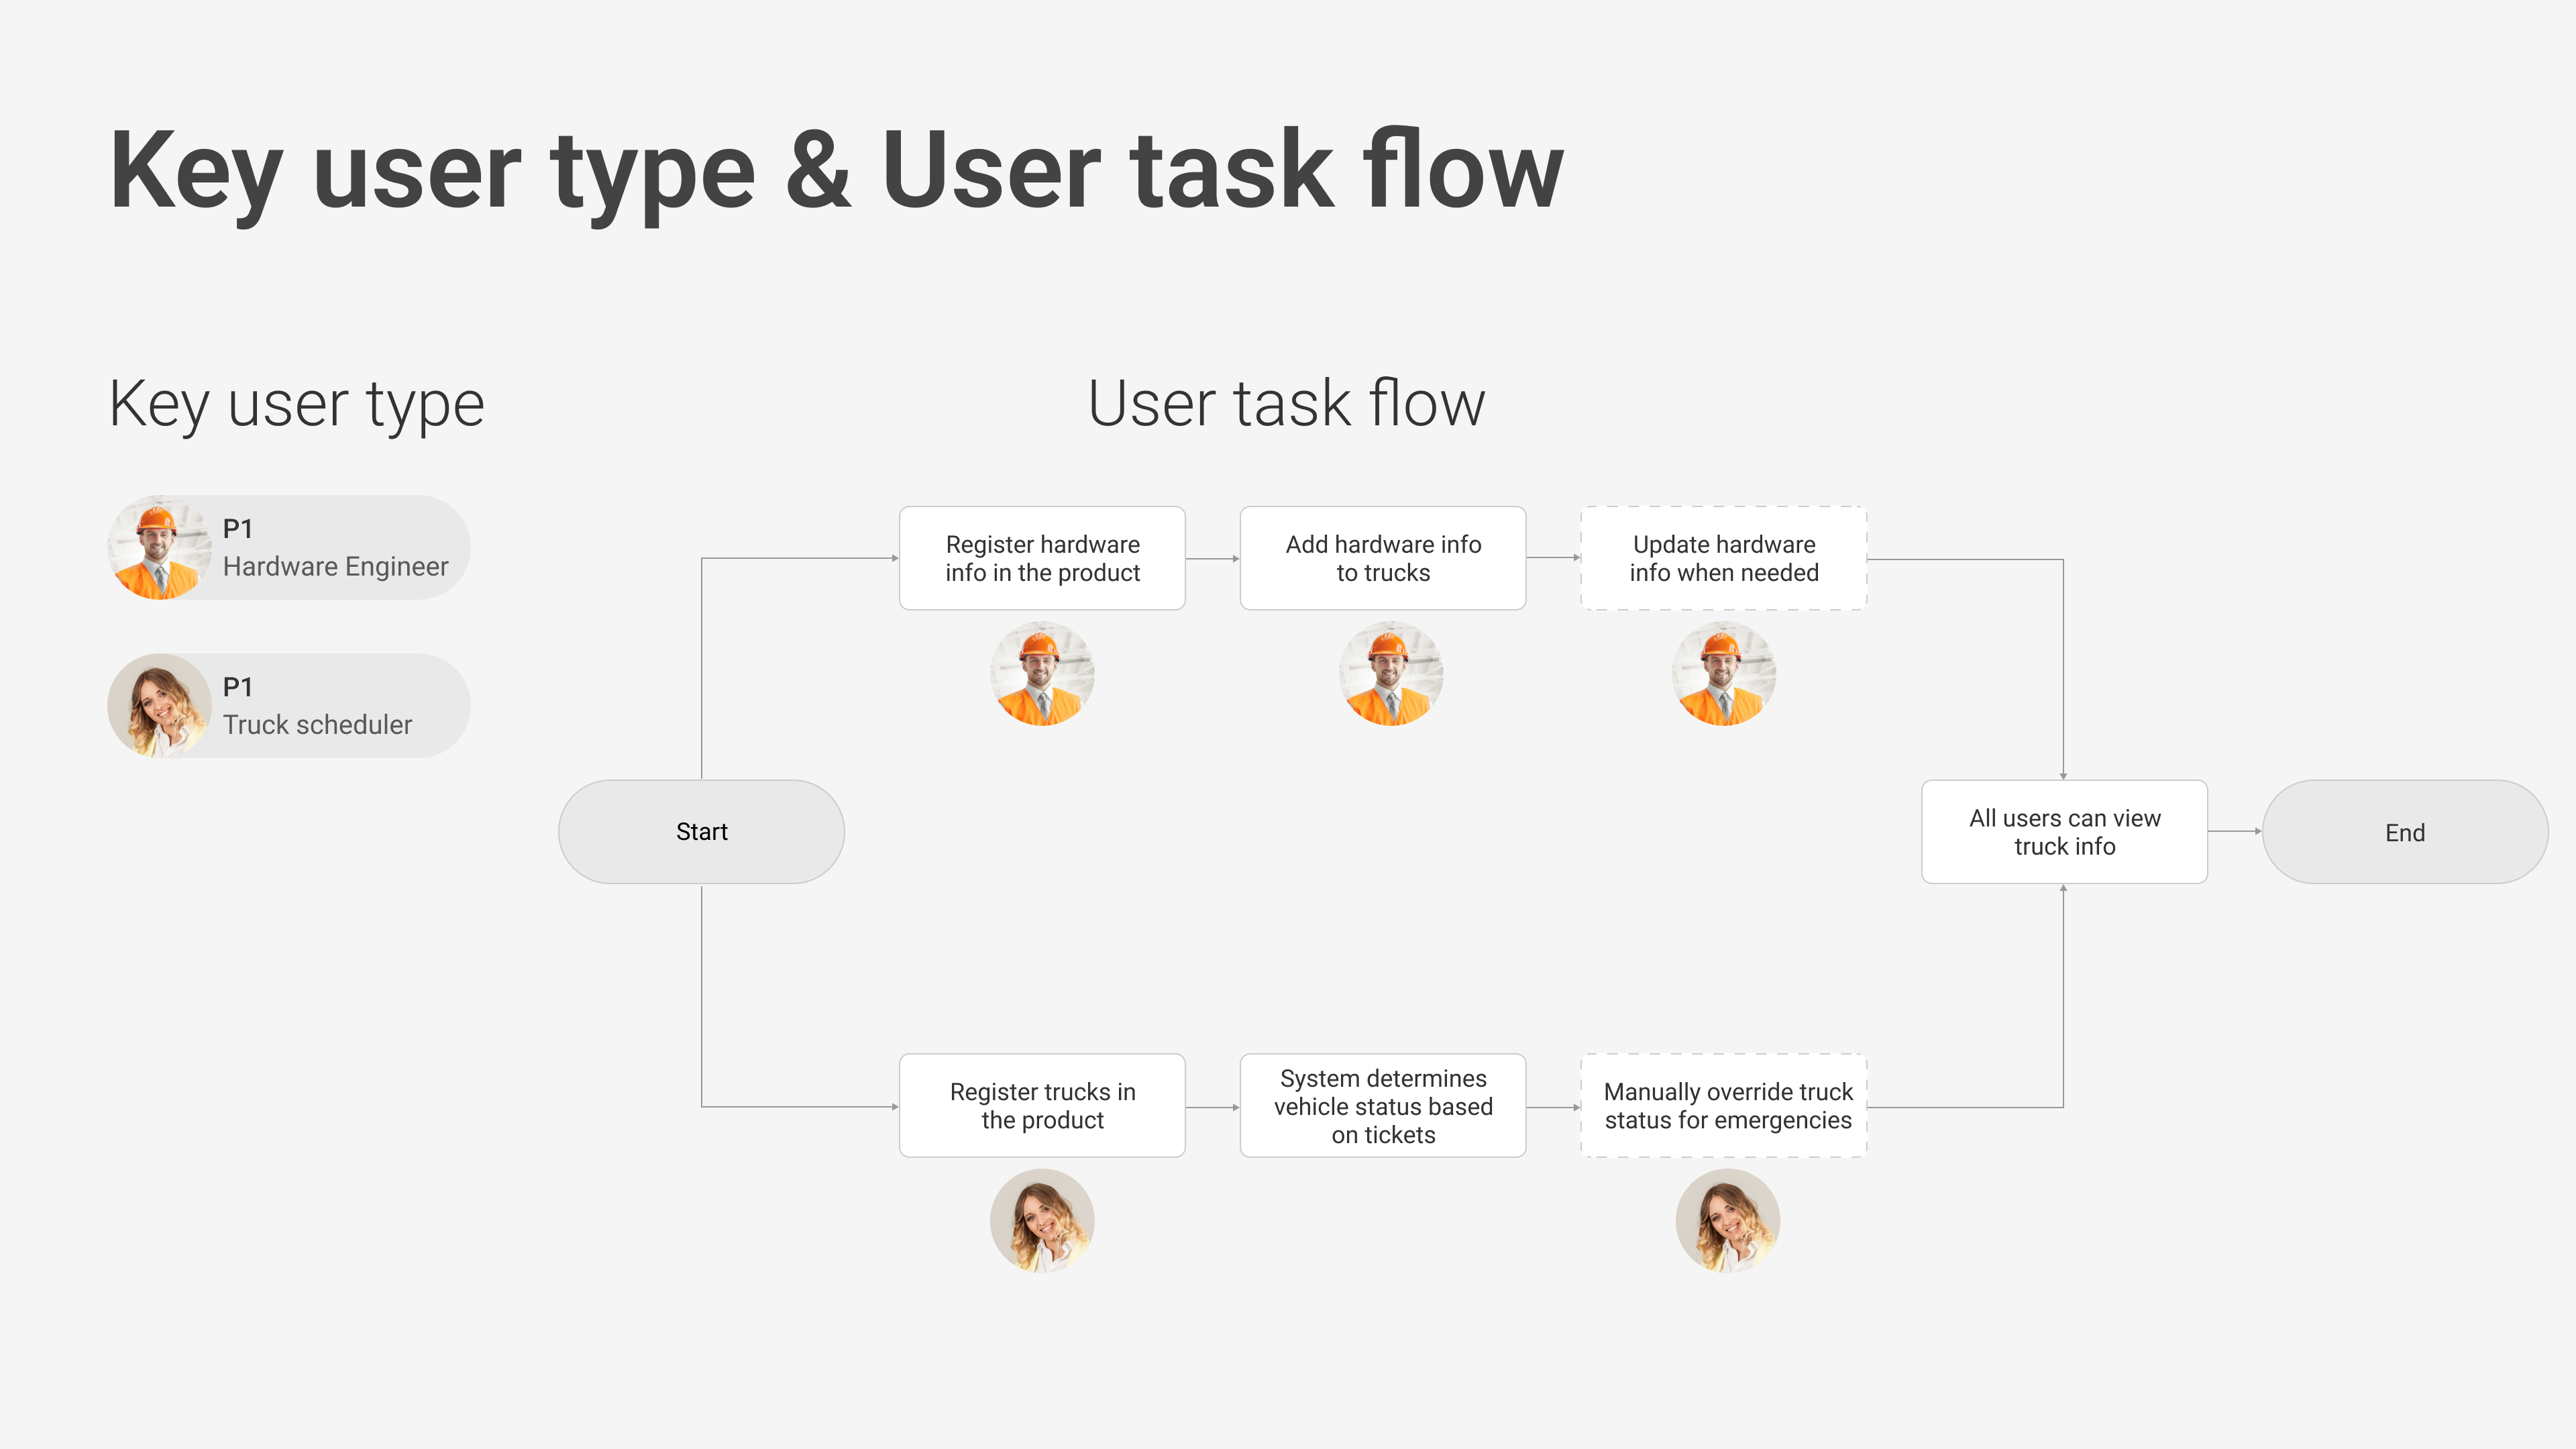 Key user type & User task flow
Key user type
User task flow
P1
Hardware Engineer
P1
Truck scheduler
Start
Register hardware
info in the product
Add hardware info
to trucks
Update hardware
info when needed
Register trucks in
the product
System determines
vehicle status based
on tickets
Manually override truck
status for emergencies
All users can view
truck info
End